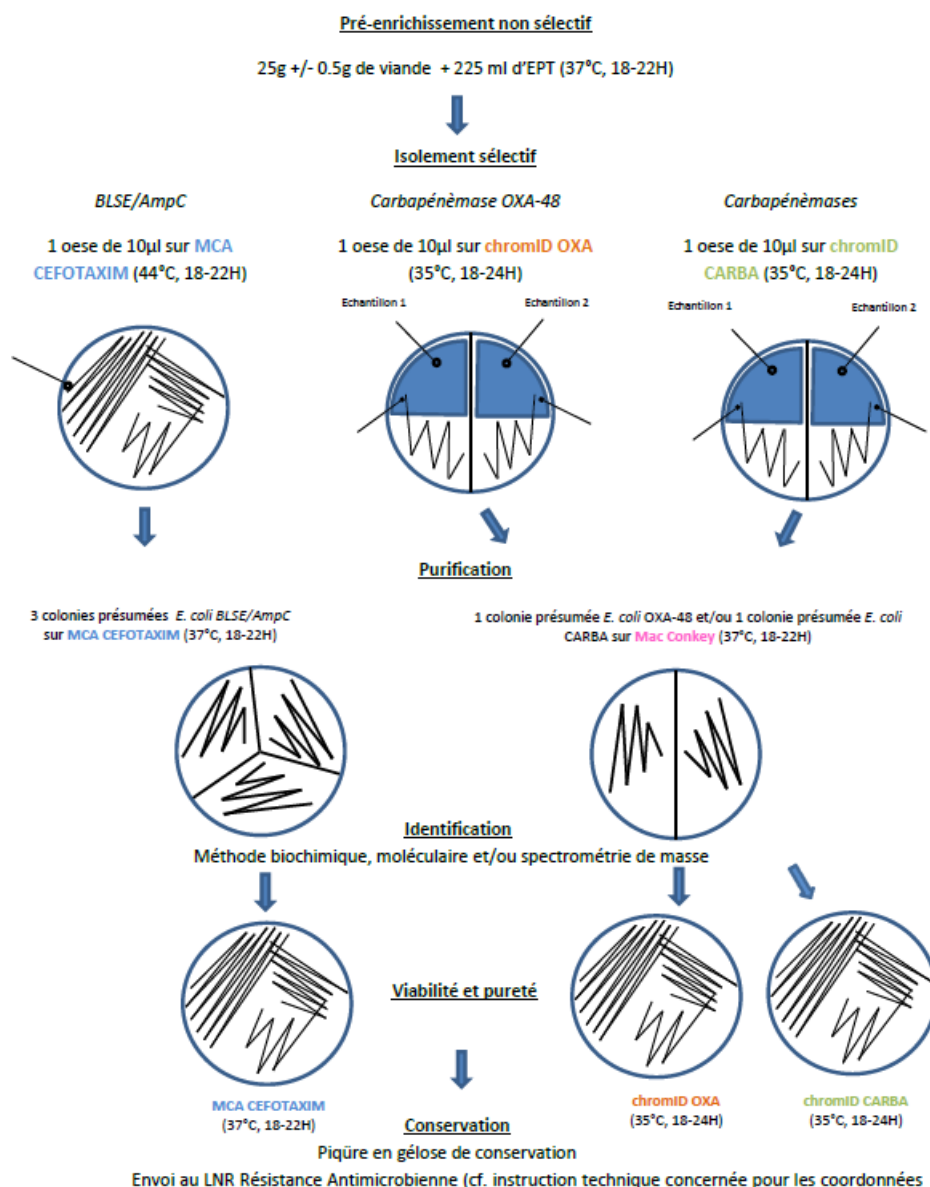 Pré-enrichissement non sélectif
25g +/- 0.5g de viande + 225 ml d'EPT (37°C, 18-22H)
Isolement sélectif
BLSE/AmpC
1 oese de 10µl sur MCA
CEFOTAXIM (44°C, 18-22H)
Carbapénèmase OXA-48
1 oese de 10µl sur chromID OXA
(35°C, 18-24H)
Echantillon 1
Echantillon 2
Carbapénèmases
1 oese de 10µl sur chromID
CARBA (35°C, 18-24H)
Echantillon 1
Echantillon 2
Purification
3 colonies présumées E. coli BLSE/AmpC
sur MCA CEFOTAXIM (37°C, 18-22H)
1 colonie présumée E. coli OXA-48 et/ou 1 colonie présumée E. coli
CARBA sur Mac Conkey (37°C, 18-22H)
Identification
Méthode biochimique, moléculaire et/ou spectrométrie de masse
Viabilité et pureté
MCA CEFOTAXIM
(37°C, 18-22H)
chromID OXA
(35°C, 18-24H)
chromID CARBA
(35°C, 18-24H)
Conservation
Piqûre en gélose de conservation
Envoi au LNR Résistance Antimicrobienne (cf. instruction technique concernée pour les coordonnées